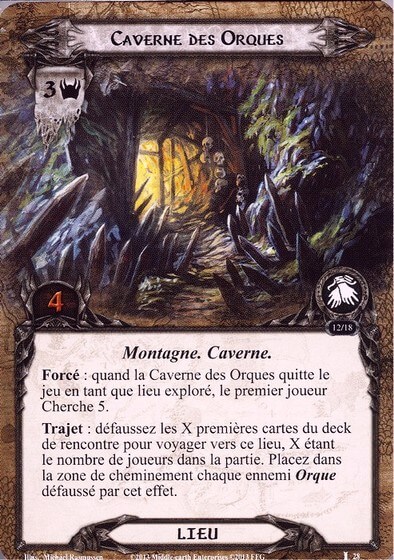 Caverne des Orques
3
4
12/18
Montagne. Caverne.
Forcé : quand la Caverne des Orques quitte le
jeu en tant que lieu exploré, le premier joueur
Cherche 5.
Trajet : défaussez les X premières cartes du deck
de rencontre pour voyager vers ce lieu, X étant
le nombre de joueurs dans la partie. Placez dans
la zone de cheminement chaque ennemi Orque
défaussé par cet effet.
LIEU
Illus. Michael Rasmussen ©2013 Middle-earth Enterprises ©2013 FFG 28